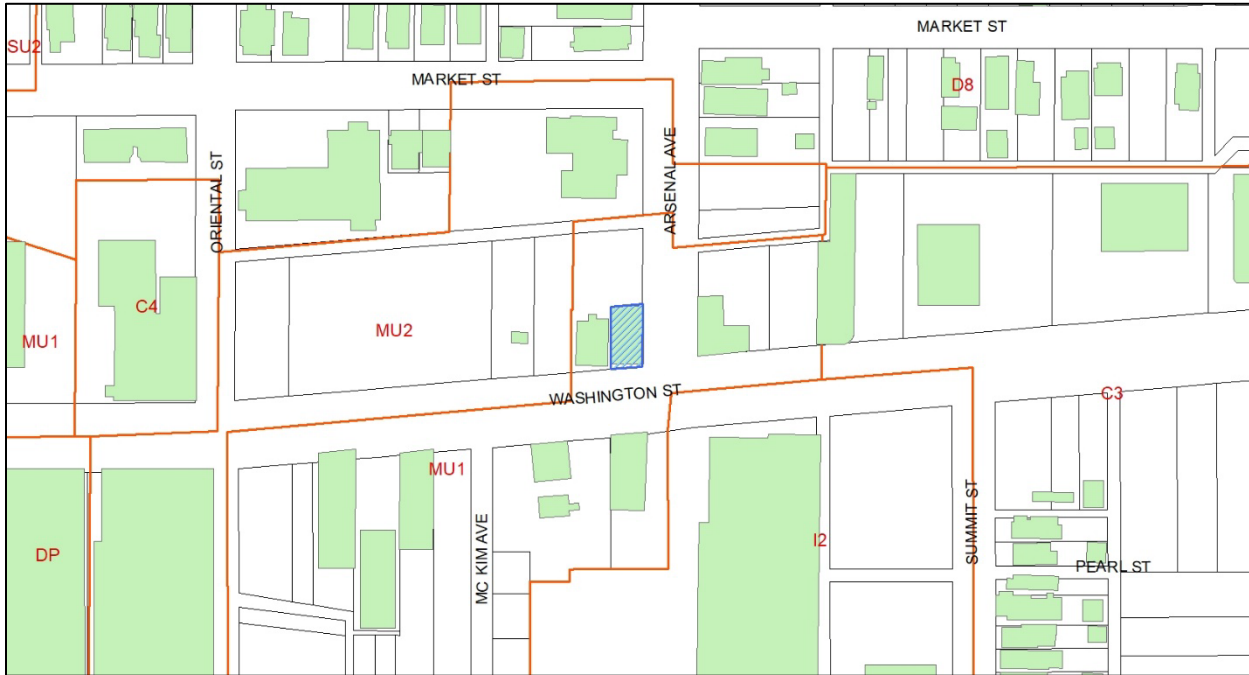 MARKET ST
SU2
MARKET ST
D8
ORIENTAL ST
ARSENAL AVE
C4
MU1
MU2
WASHINGTON ST
C3
MU1
MC KIM AVE
DP
I2
SUMMIT ST
PEARL ST